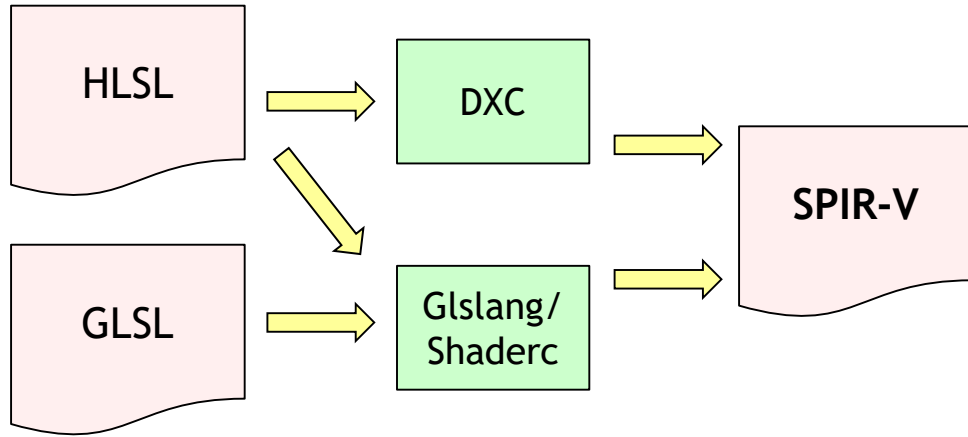 HLSL
DXC
SPIR-V
GLSL
Glslang/
Shaderc